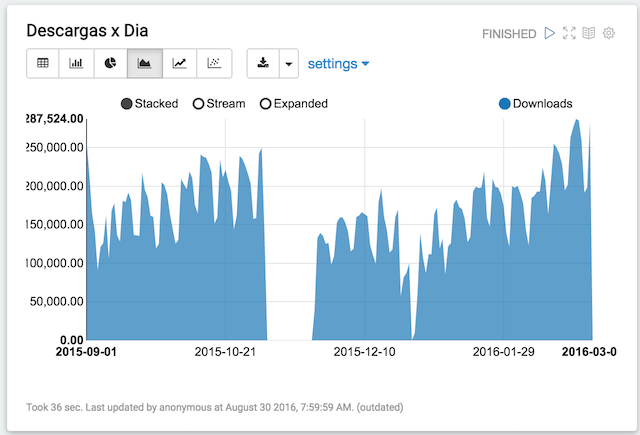 Descargas x Dia
FINISHED
settings
Stacked Stream Expanded Downloads
287,524.00
250,000.00
200,000.00
150,000.00
100,000.00
50,000.00
0.00
2015-09-01 2015-10-21 2015-12-10 2016-01-29 2016-03-0
Took 36 sec. Last updated by anonymous at August 30 2016, 7:59:59 AM. (outdated)